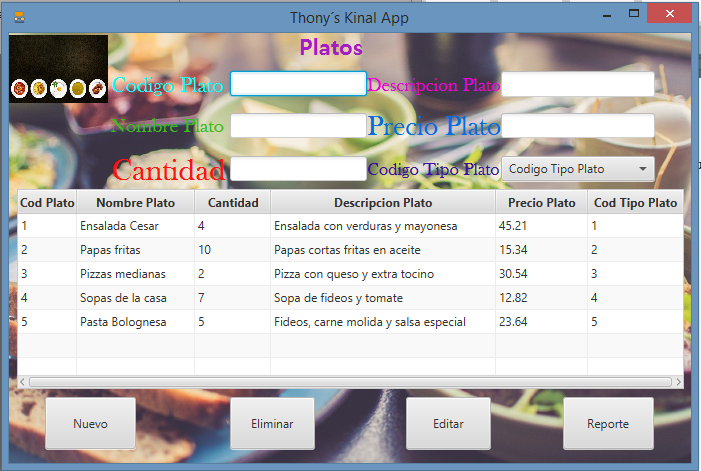 Thony´s Kinal App
Platos
Codigo Plato Descripcion Plato
Nombre Plato Precio Plato
Cantidad Codigo Tipo Plato Codigo Tipo Plato
Cod Plato Nombre Plato Cantidad Descripcion Plato Precio Plato Cod Tipo Plato
1 Ensalada Cesar 4 Ensalada con verduras y mayonesa 45.21 1
2 Papas fritas 10 Papas cortas fritas en aceite 15.34 2
3 Pizzas medianas 2 Pizza con queso y extra tocino 30.54 3
4 Sopas de la casa 7 Sopa de fideos y tomate 12.82 4
5 Pasta Bolognesa 5 Fideos, carne molida y salsa especial 23.64 5
Nuevo Eliminar Editar Reporte